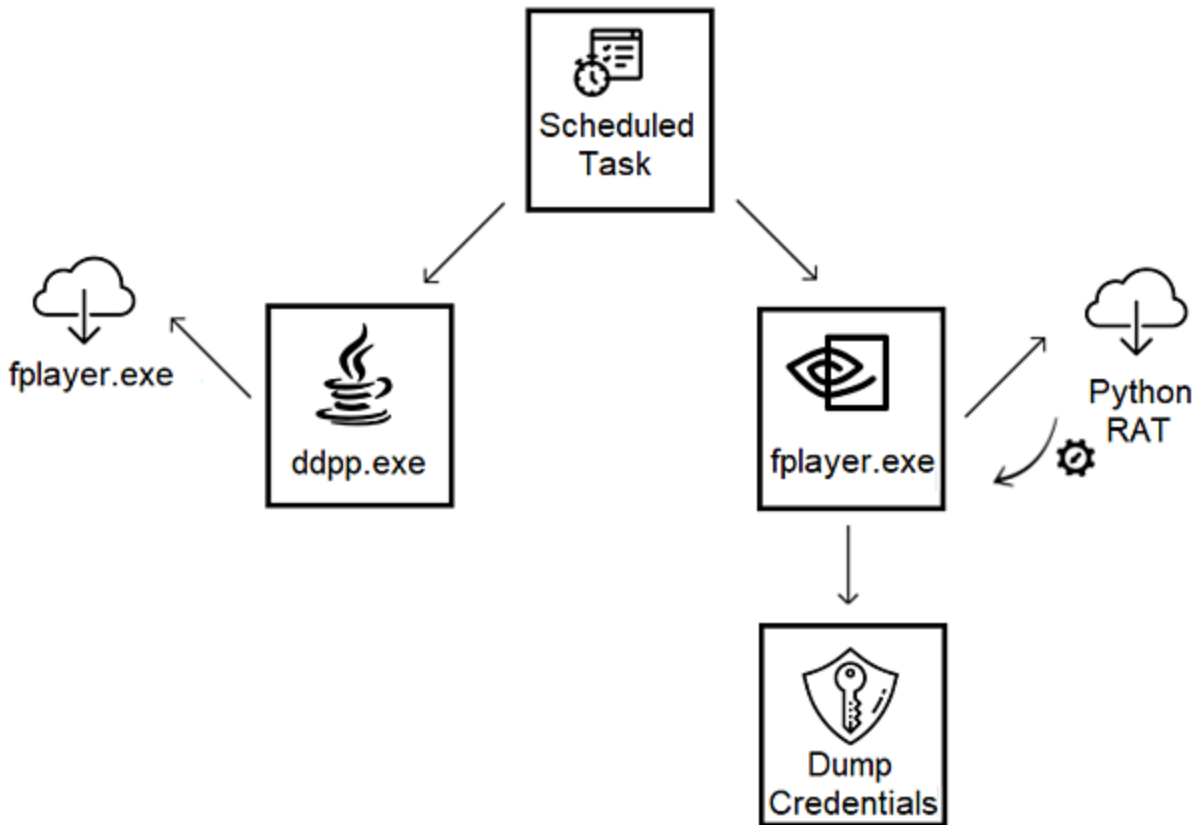 Scheduled
Task
fplayer.exe
ddpp.exe
fplayer.exe
Python
RAT
Dump
Credentials